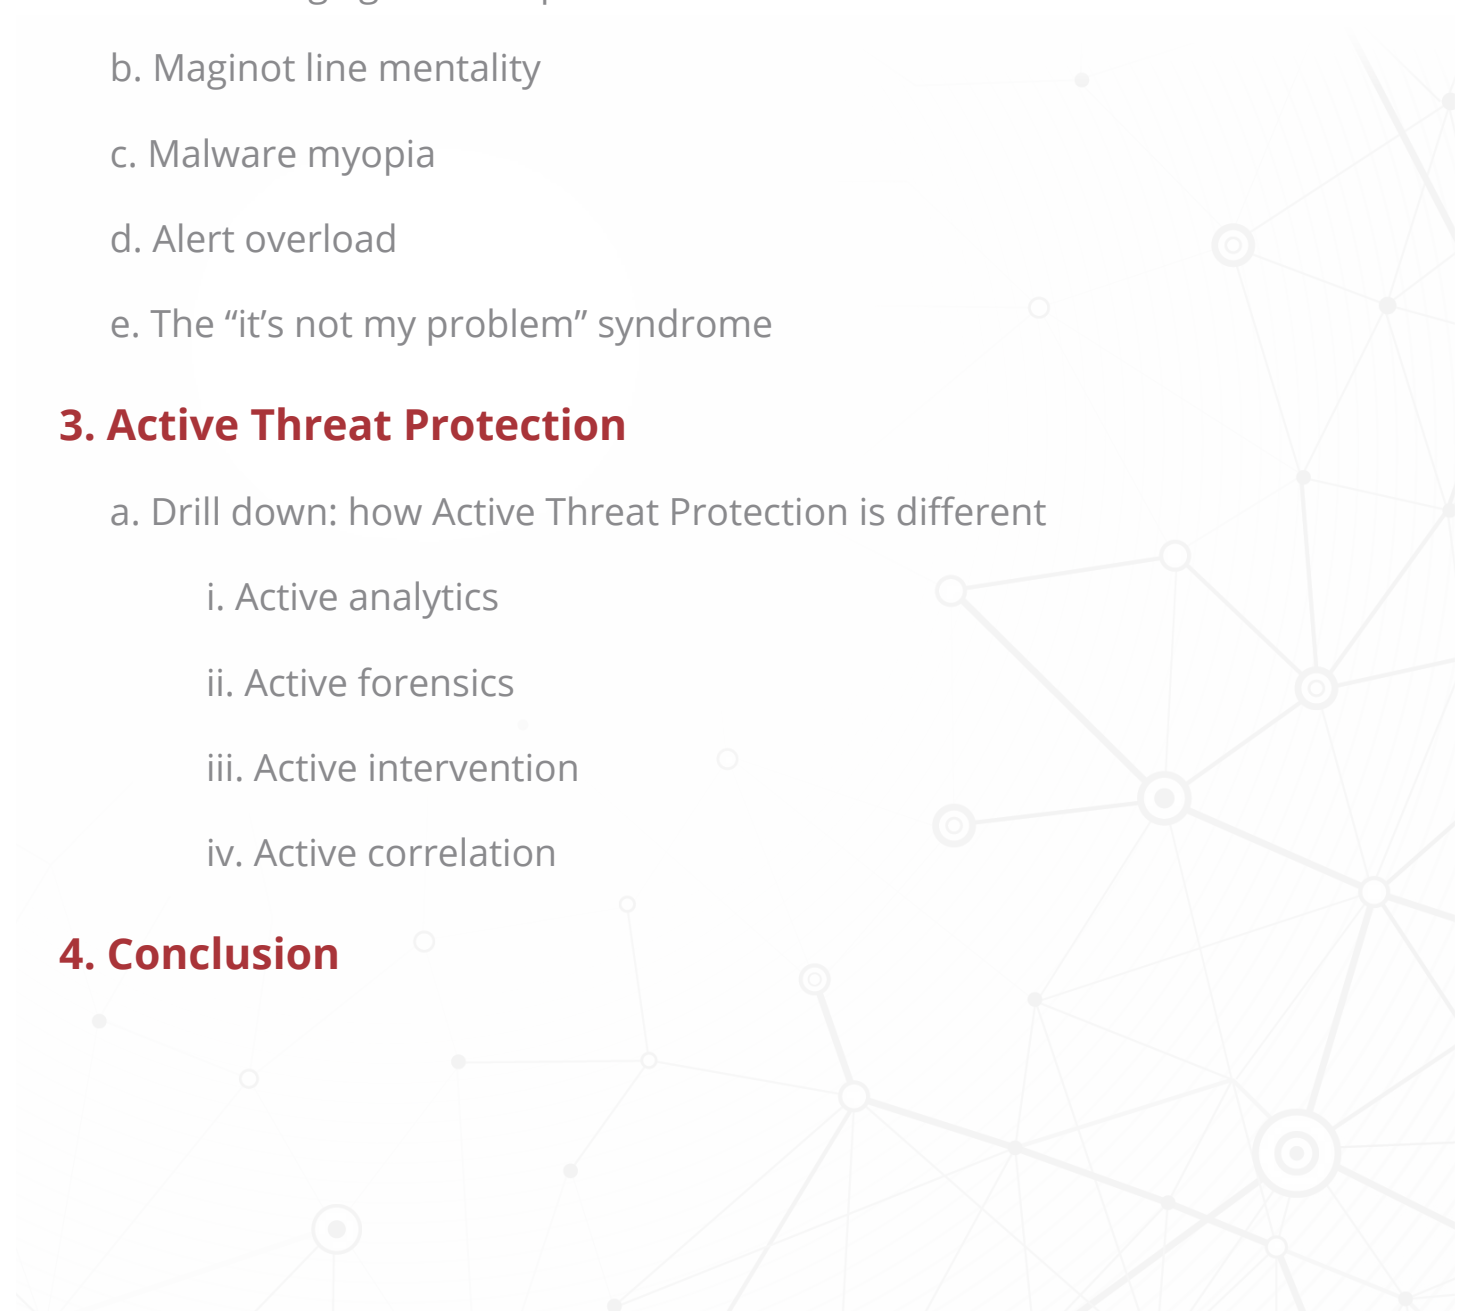 b. Maginot line mentality
c. Malware myopia
d. Alert overload
e. The “it’s not my problem” syndrome
3. Active Threat Protection
a. Drill down: how Active Threat Protection is different
i. Active analytics
ii. Active forensics
iii. Active intervention
iv. Active correlation
4. Conclusion